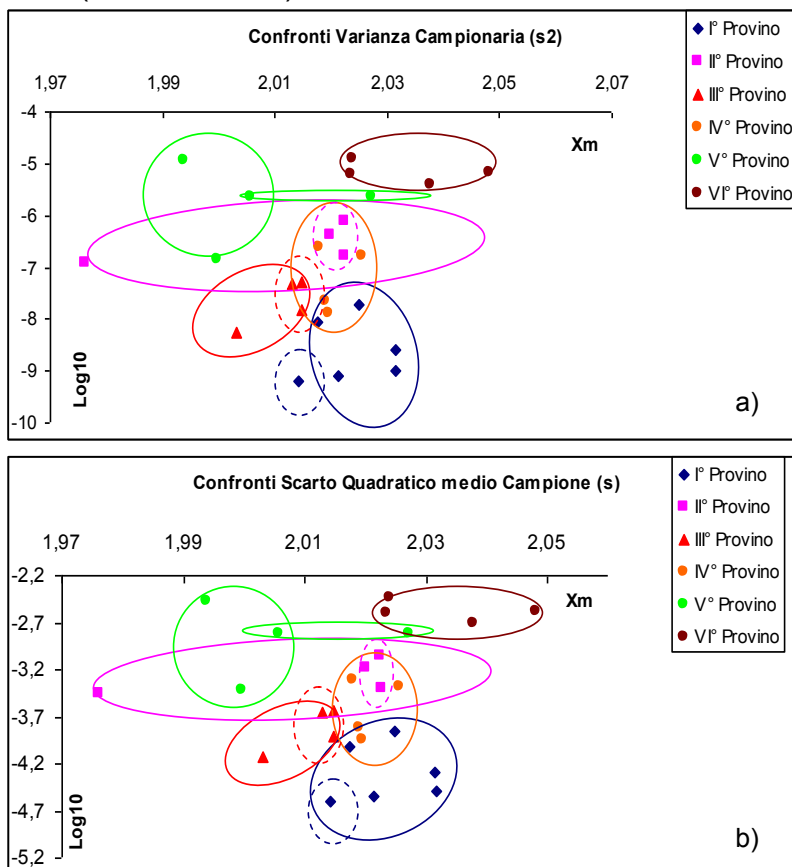 Confronti Varianza Campionaria (s2)
1,97 1,99 2,01 2,03 2,05 2,07
Xm
-4
-5
-6
-7
-8
-9
-10
Log10
I° Provino
II° Provino
III° Provino
IV° Provino
V° Provino
VI° Provino
a)
Confronti Scarto Quadratico medio Campione (s)
1,97 1,99 2,01 2,03 2,05
Xm
-2,2
-2,7
-3,2
-3,7
-4,2
-4,7
-5,2
Log10
I° Provino
II° Provino
III° Provino
IV° Provino
V° Provino
VI° Provino
b)